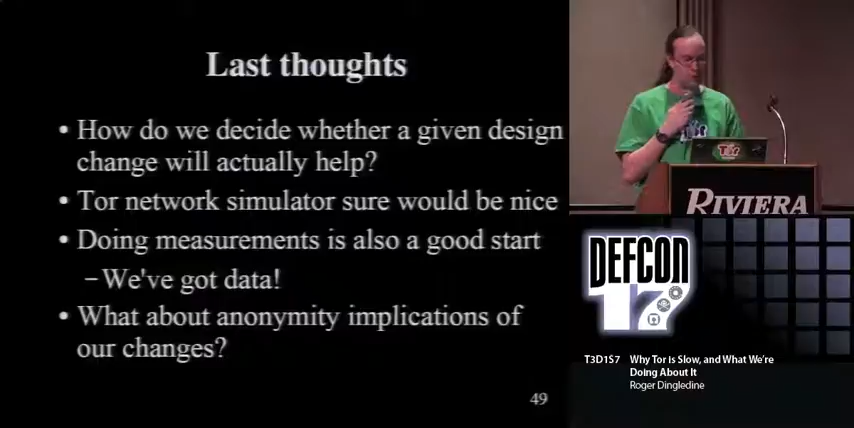 Last thoughts
• How do we decide whether a given design
change will actually help?
• Tor network simulator sure would be nice
• Doing measurements is also a good start
–We've got data!
• What about anonymity implications of
our changes?
49
Tor
RIVIERA
DEFCON
17
T3D1S7 Why Tor is Slow, and What We're
Doing About It
Roger Dingledine